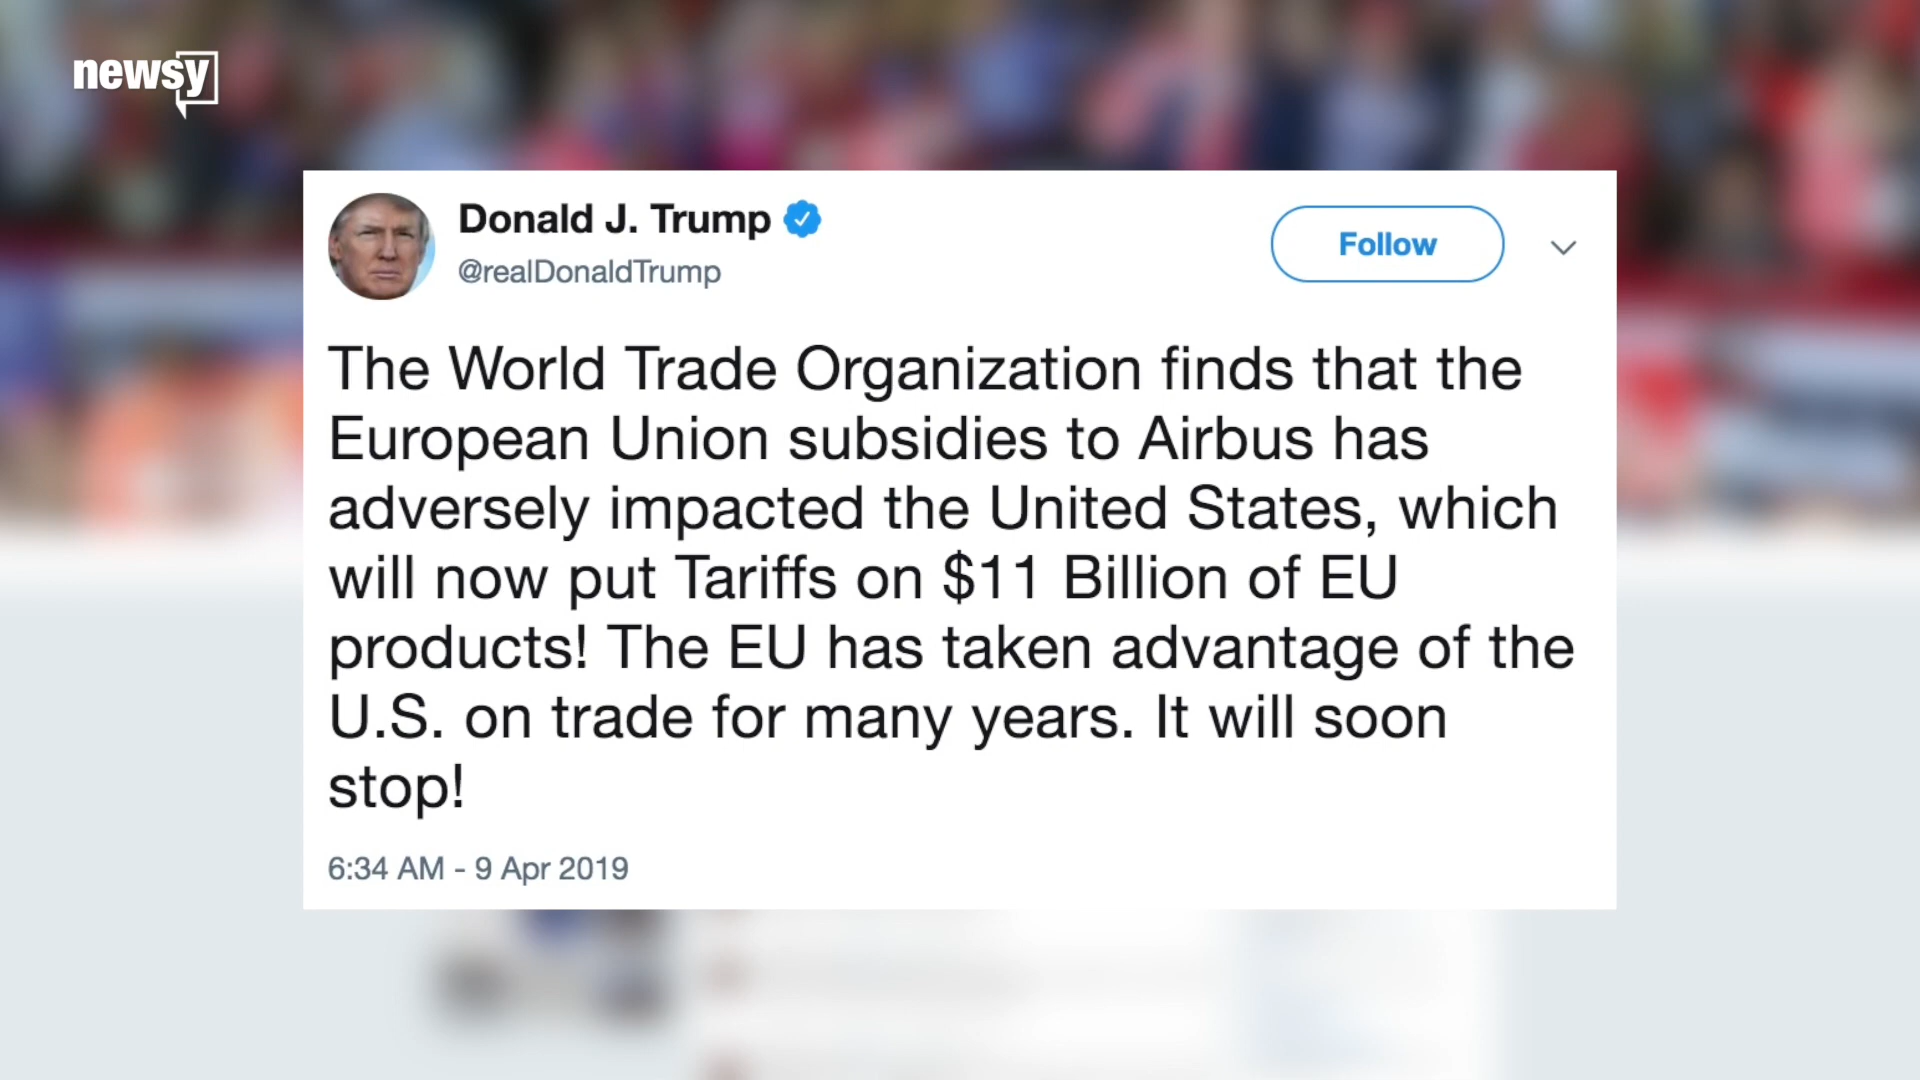 newsy
Donald J. Trump
@realDonaldTrump
Follow
The World Trade Organization finds that the
European Union subsidies to Airbus has
adversely impacted the United States, which
will now put Tariffs on $11 Billion of EU
products! The EU has taken advantage of the
U.S. on trade for many years. It will soon
stop!
6:34 AM - 9 Apr 2019